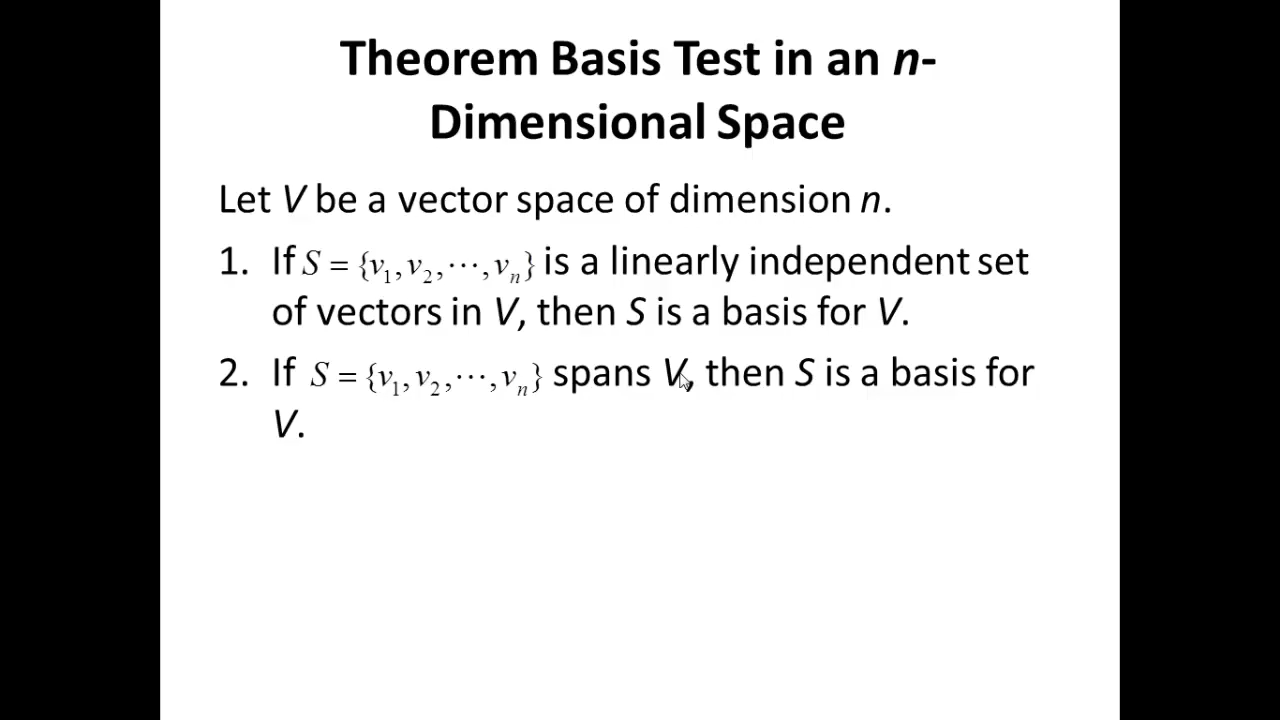 Theorem Basis Test in an n-
Dimensional Space
Let V be a vector space of dimension n.
1. If S = {v₁, v₂, ⋯, vₙ} is a linearly independent set
of vectors in V, then S is a basis for V.
2. If S = {v₁, v₂, ⋯, vₙ} spans V, then S is a basis for
V.